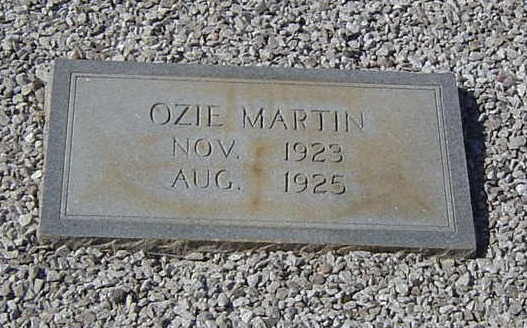 OZIE MARTIN
NOV. 1923
AUG. 1925